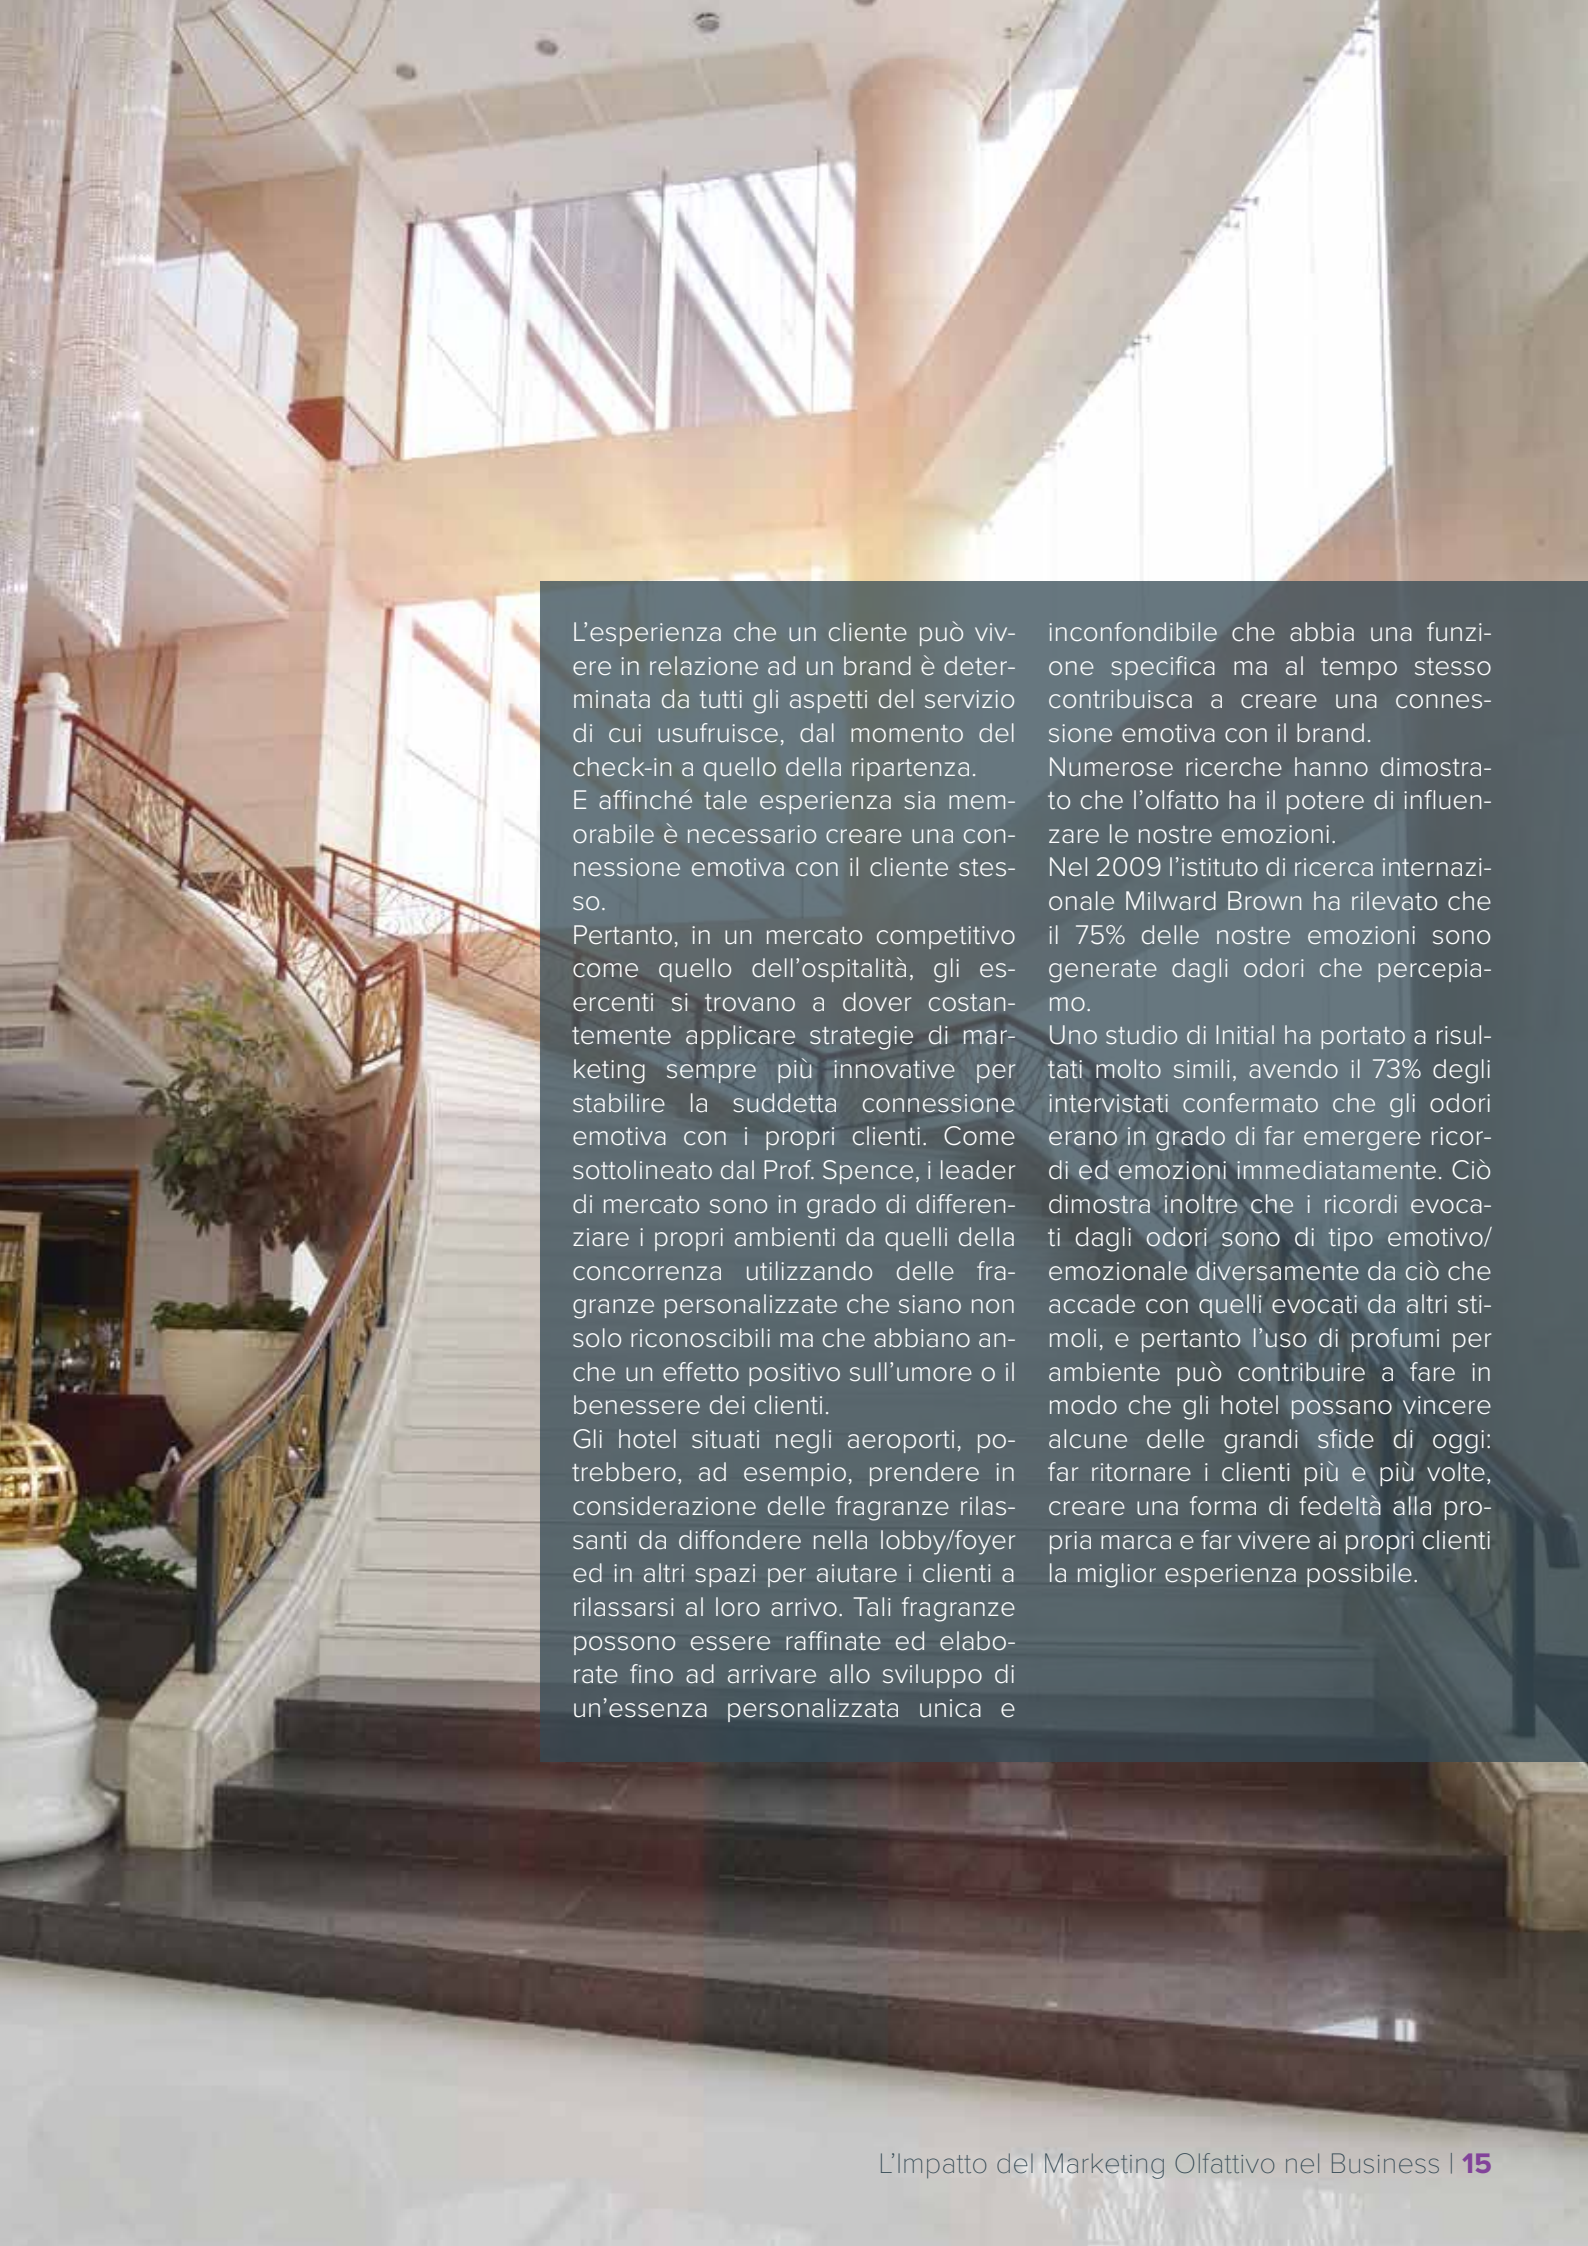 L’esperienza che un cliente può viv-
ere in relazione ad un brand è deter-
minata da tutti gli aspetti del servizio
di cui usufruisce, dal momento del
check-in a quello della ripartenza.
E affinché tale esperienza sia mem-
orabile è necessario creare una con-
nessione emotiva con il cliente stes-
so.
Pertanto, in un mercato competitivo
come quello dell’ospitalità, gli es-
ercenti si trovano a dover costan-
temente applicare strategie di mar-
keting sempre più innovative per
stabilire la suddetta connessione
emotiva con i propri clienti. Come
sottolineato dal Prof. Spence, i leader
di mercato sono in grado di differen-
ziare i propri ambienti da quelli della
concorrenza utilizzando delle fra-
granze personalizzate che siano non
solo riconoscibili ma che abbiano an-
che un effetto positivo sull’umore o il
benessere dei clienti.
Gli hotel situati negli aeroporti, po-
trebbero, ad esempio, prendere in
considerazione delle fragranze rilas-
santi da diffondere nella lobby/foyer
ed in altri spazi per aiutare i clienti a
rilassarsi al loro arrivo. Tali fragranze
possono essere raffinate ed elabo-
rate fino ad arrivare allo sviluppo di
un’essenza personalizzata unica e
inconfondibile che abbia una funzi-
one specifica ma al tempo stesso
contribuisca a creare una connes-
sione emotiva con il brand.
Numerose ricerche hanno dimostra-
to che l’olfatto ha il potere di influen-
zare le nostre emozioni.
Nel 2009 l’istituto di ricerca internazi-
onale Milward Brown ha rilevato che
il 75% delle nostre emozioni sono
generate dagli odori che percepia-
mo.
Uno studio di Initial ha portato a risul-
tati molto simili, avendo il 73% degli
intervistati confermato che gli odori
erano in grado di far emergere ricor-
di ed emozioni immediatamente. Ciò
dimostra inoltre che i ricordi evoca-
ti dagli odori sono di tipo emotivo/
emozionale diversamente da ciò che
accade con quelli evocati da altri sti-
moli, e pertanto l’uso di profumi per
ambiente può contribuire a fare in
modo che gli hotel possano vincere
alcune delle grandi sfide di oggi:
far ritornare i clienti più e più volte,
creare una forma di fedeltà alla pro-
pria marca e far vivere ai propri clienti
la miglior esperienza possibile.
L’Impatto del Marketing Olfattivo nel Business | 15